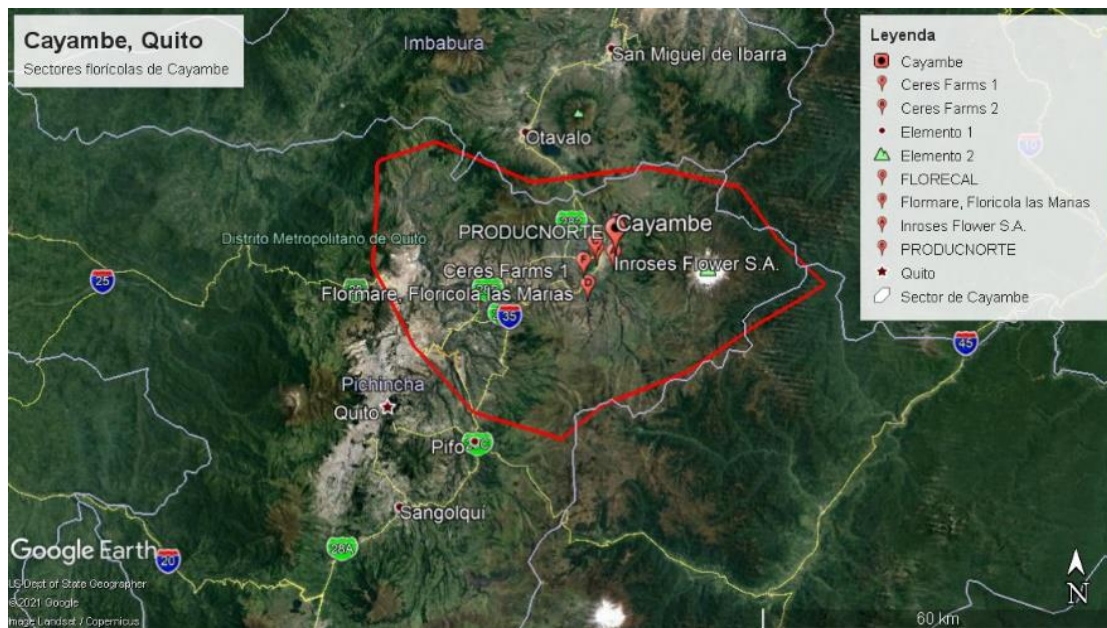 Cayambe, Quito
Sectores florícolas de Cayambe
Imbabura
San Miguel de Ibarra
Otavalo
Distrito Metropolitano de Quito
PRODUCNORTE
Cayambe
Inroses Flower S.A.
Ceres Farms 1
Flormare, Floricola las Marias
25
35
45
10
Pichincha
Quito
Pifo
Sangolqui
28A
20
Leyenda
Cayambe
Ceres Farms 1
Ceres Farms 2
Elemento 1
Elemento 2
FLORECAL
Flormare, Floricola las Marias
Inroses Flower S.A.
PRODUCNORTE
Quito
Sector de Cayambe
Google Earth
US Dept of State Geographer
©2021 Google
Image Landsat / Copernicus
N
60 km